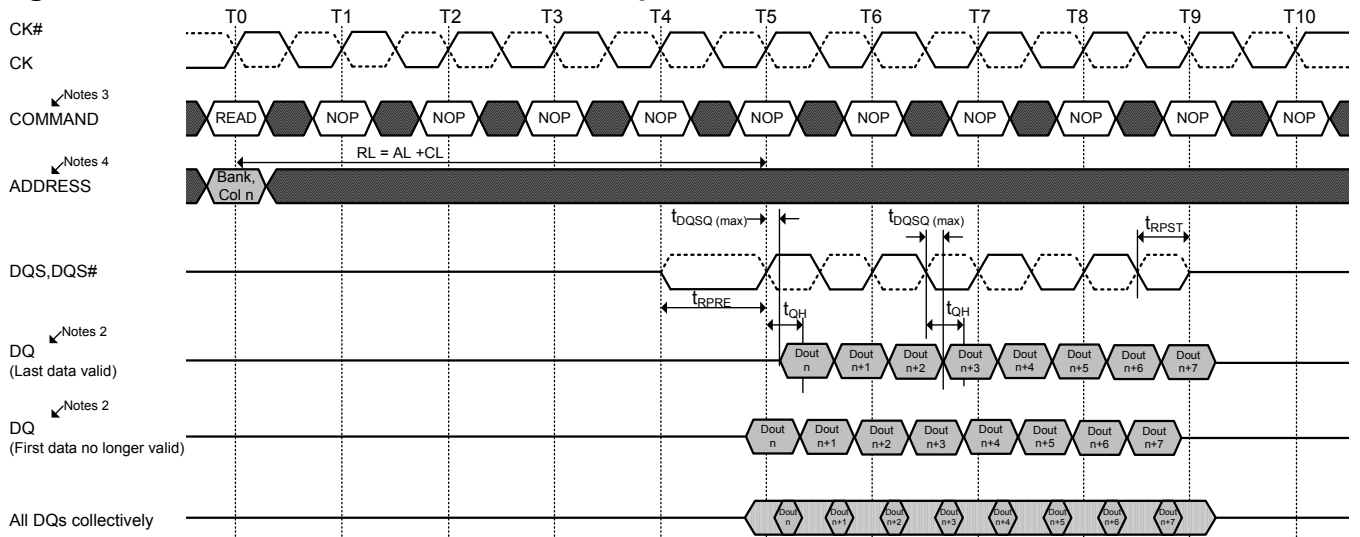 T0 T1 T2 T3 T4 T5 T6 T7 T8 T9 T10
CK#
CK
Notes 3
COMMAND
READ NOP NOP NOP NOP NOP NOP NOP NOP NOP NOP
RL = AL +CL
Notes 4
ADDRESS
Bank,
Col n
tDQSQ (max) tDQSQ (max) tRPST
DQS,DQS#
tRPRE
tQH tQH
Notes 2
DQ
(Last data valid)
Dout n Dout n+1 Dout n+2 Dout n+3 Dout n+4 Dout n+5 Dout n+6 Dout n+7
Notes 2
DQ
(First data no longer valid)
Dout n Dout n+1 Dout n+2 Dout n+3 Dout n+4 Dout n+5 Dout n+6 Dout n+7
All DQs collectively
Dout n Dout n+1 Dout n+2 Dout n+3 Dout n+4 Dout n+5 Dout n+6 Dout n+7